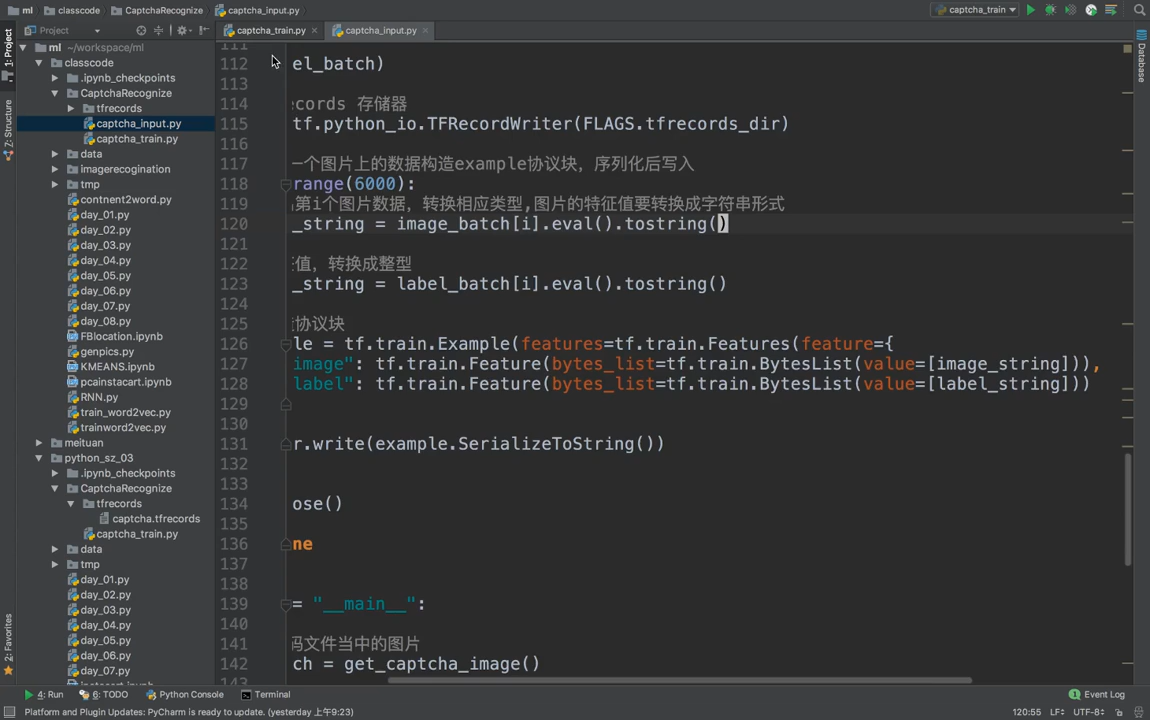 ml classcode CaptchaRecognize captcha_input.py captcha_train
Project captcha_train.py captcha_input.py
1: Project
Z: Structure
2: Favorites
Database
ml ~/workspace/ml
classcode
.ipynb_checkpoints
CaptchaRecognize
tfrecords
captcha_input.py
captcha_train.py
data
imagerecogination
tmp
contnent2word.py
day_01.py
day_02.py
day_03.py
day_04.py
day_05.py
day_06.py
day_07.py
day_08.py
FBlocation.ipynb
genpics.py
KMEANS.ipynb
pcainstacart.ipynb
RNN.py
train_word2vec.py
trainword2vec.py
meituan
python_sz_03
.ipynb_checkpoints
CaptchaRecognize
tfrecords
captcha.tfrecords
captcha_train.py
data
tmp
day_01.py
day_02.py
day_03.py
day_04.py
day_05.py
day_06.py
day_07.py
111
112 el_batch)
113
114 ecords 存储器
115 tf.python_io.TFRecordWriter(FLAGS.tfrecords_dir)
116
117 一个图片上的数据构造example协议块，序列化后写入
118 range(6000):
119 第i个图片数据，转换相应类型,图片的特征值要转换成字符串形式
120 _string = image_batch[i].eval().tostring()
121
122 值，转换成整型
123 _string = label_batch[i].eval().tostring()
124
125 协议块
126 le = tf.train.Example(features=tf.train.Features(feature={
127 image": tf.train.Feature(bytes_list=tf.train.BytesList(value=[image_string])),
128 label": tf.train.Feature(bytes_list=tf.train.BytesList(value=[label_string]))
129
130
131 r.write(example.SerializeToString())
132
133
134 ose()
135
136 ne
137
138
139 = "__main__":
140
141 码文件当中的图片
142 ch = get_captcha_image()
143
4: Run 6: TODO Python Console Terminal 1 Event Log
Platform and Plugin Updates: PyCharm is ready to update. (yesterday 上午9:23) 120:55 LF÷ UTF-8÷